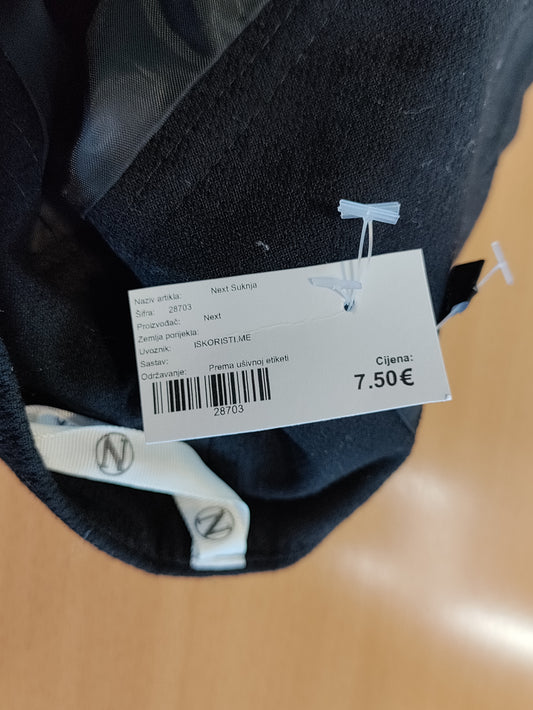 Naziv artikla: Next Suknja
Šifra: 28703
Proizvođač: Next
Zemlja porijekla:
Uvoznik: ISKORISTI.ME
Sastav:
Održavanje: Prema ušivnoj etiketi
28703
Cijena:
7.50€
N
N